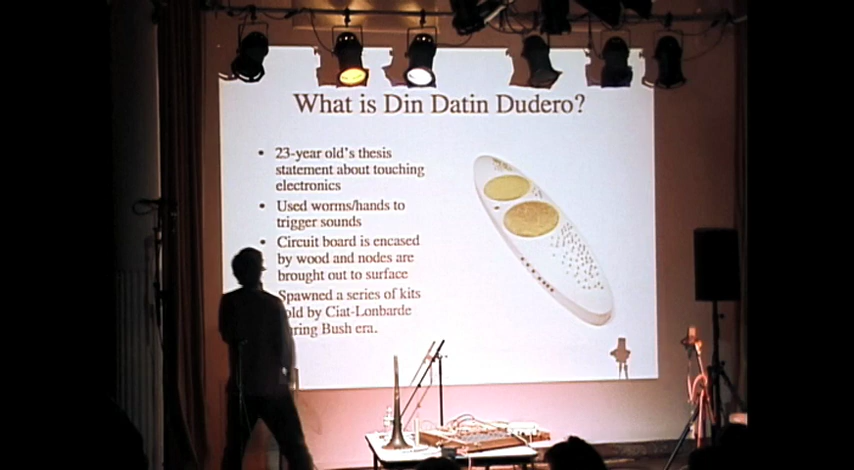 What is Din Datin Dudero?
• 23-year old's thesis
statement about touching
electronics
• Used worms/hands to
trigger sounds
• Circuit board is encased
by wood and nodes are
brought out to surface
Spawned a series of kits
old by Ciat-Lonbarde
ring Bush era.